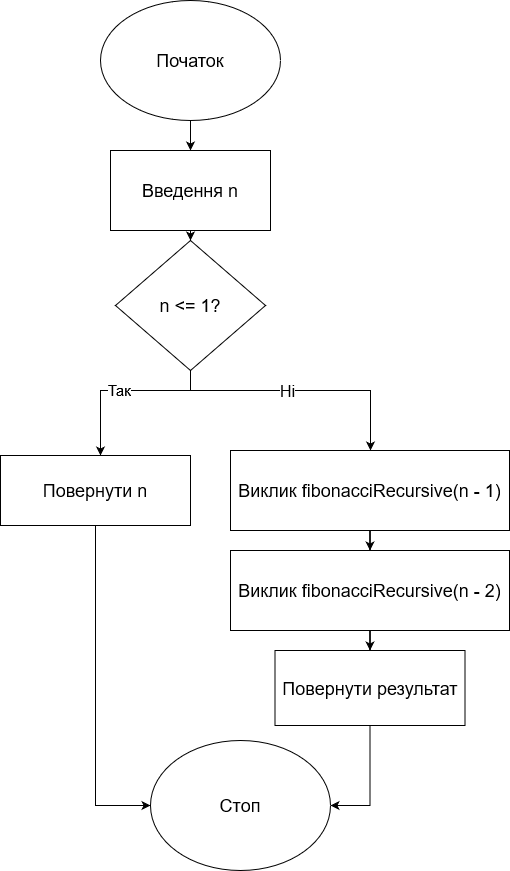 Початок
Введення n
n <= 1?
Так
Ні
Повернути n
Виклик fibonacciRecursive(n - 1)
Виклик fibonacciRecursive(n - 2)
Повернути результат
Стоп